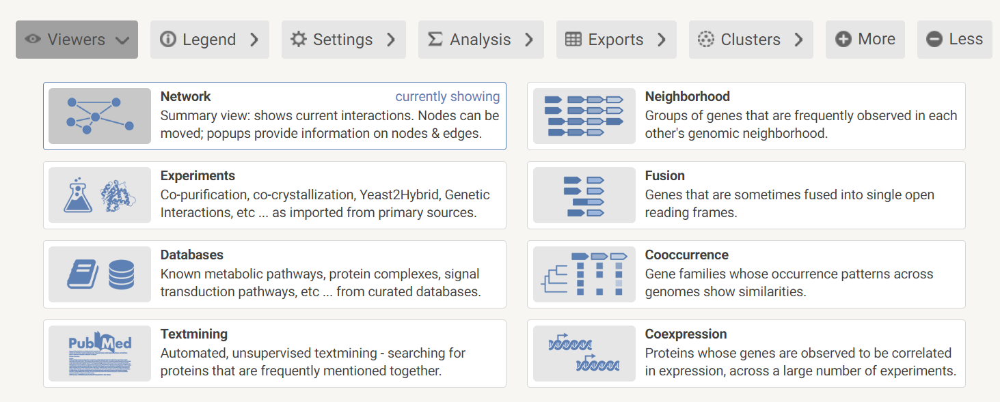 Viewers
Legend
Settings
Analysis
Exports
Clusters
More
Less
Network
currently showing
Summary view: shows current interactions. Nodes can be
moved; popups provide information on nodes & edges.
Neighborhood
Groups of genes that are frequently observed in each
other's genomic neighborhood.
Experiments
Co-purification, co-crystallization, Yeast2Hybrid, Genetic
Interactions, etc ... as imported from primary sources.
Fusion
Genes that are sometimes fused into single open
reading frames.
Databases
Known metabolic pathways, protein complexes, signal
transduction pathways, etc ... from curated databases.
Cooccurrence
Gene families whose occurrence patterns across
genomes show similarities.
PubMed
Textmining
Automated, unsupervised textmining - searching for
proteins that are frequently mentioned together.
Coexpression
Proteins whose genes are observed to be correlated
in expression, across a large number of experiments.